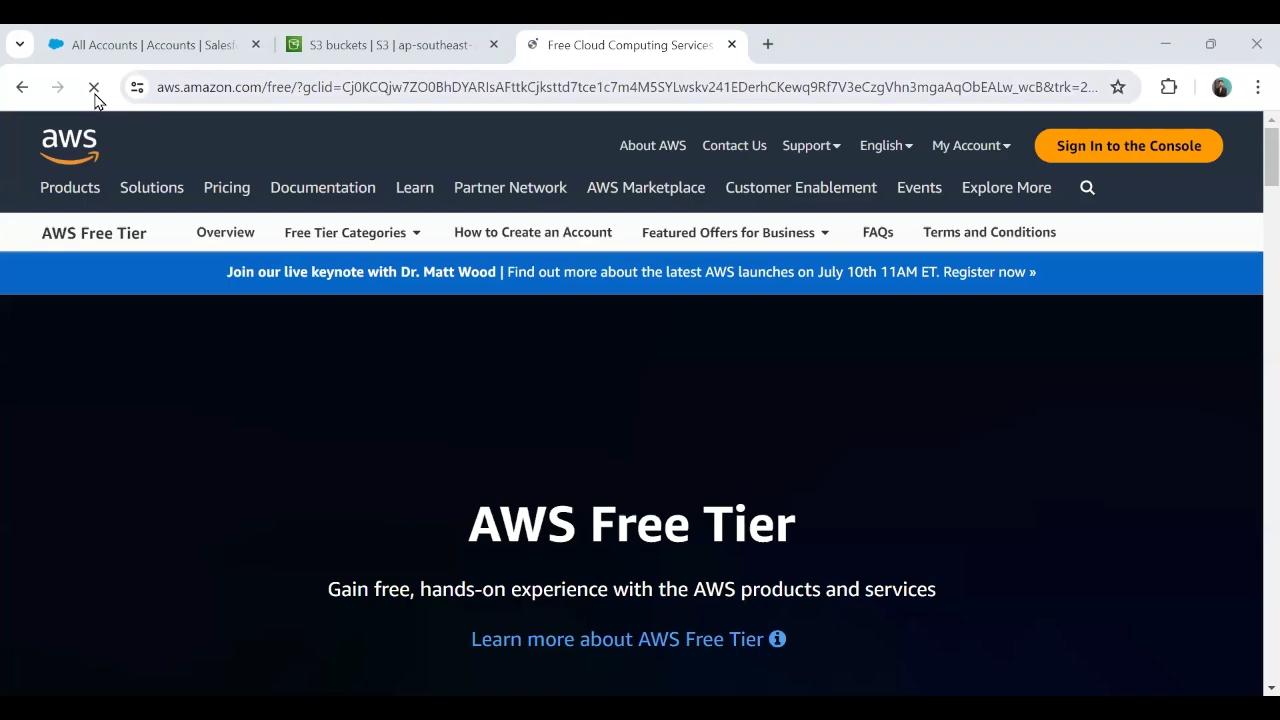 All Accounts | Accounts | Salesf
S3 buckets | S3 | ap-southeast-
Free Cloud Computing Services
aws.amazon.com/free/?gclid=Cj0KCQjw7ZO0BhDYARIsAFttkCjksttd7tce1c7m4M5SYLwskv241EDerhCKewq9Rf7V3eCzgVhn3mgaAqObEALw_wcB&trk=2...
aws
About AWS Contact Us Support English My Account Sign In to the Console
Products Solutions Pricing Documentation Learn Partner Network AWS Marketplace Customer Enablement Events Explore More
AWS Free Tier Overview Free Tier Categories How to Create an Account Featured Offers for Business FAQs Terms and Conditions
Join our live keynote with Dr. Matt Wood | Find out more about the latest AWS launches on July 10th 11AM ET. Register now »
AWS Free Tier
Gain free, hands-on experience with the AWS products and services
Learn more about AWS Free Tier